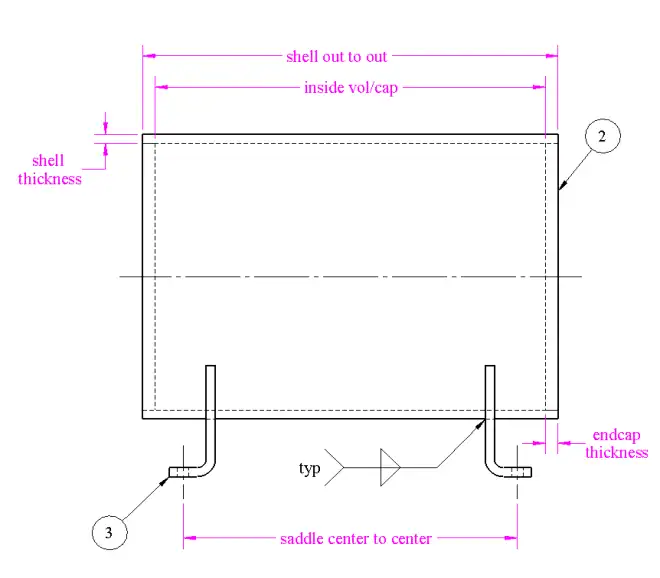 shell out to out
inside vol/cap
2
shell
thickness
endcap
thickness
typ
3
saddle center to center